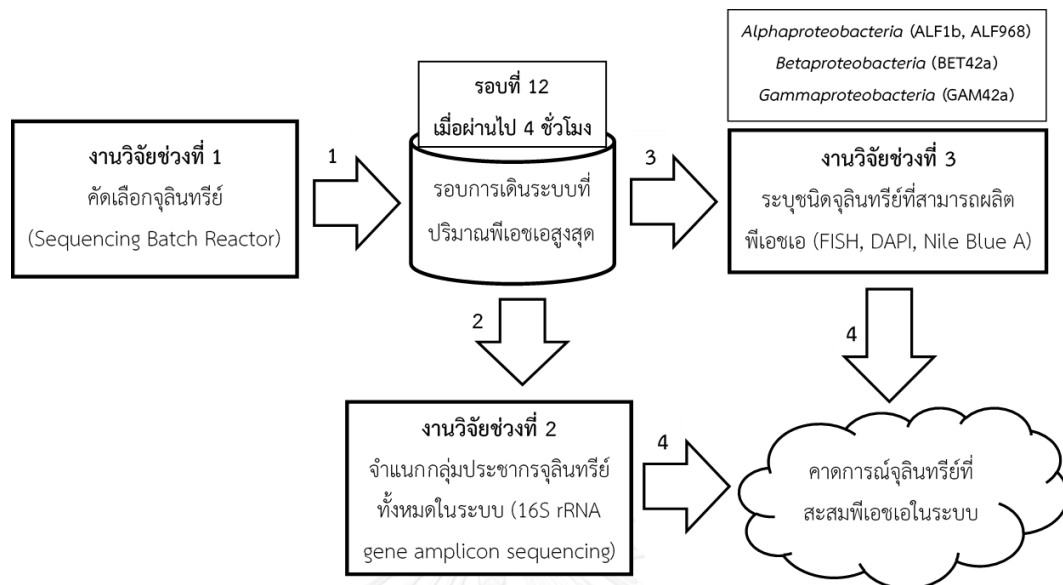 Alphaproteobacteria (ALF1b, ALF968)
Betaproteobacteria (BET42a)
Gammaproteobacteria (GAM42a)
รอบที่ 12
เมื่อผ่านไป 4 ชั่วโมง
งานวิจัยช่วงที่ 1
คัดเลือกจุลินทรีย์
(Sequencing Batch Reactor)
1
รอบการเดินระบบที่
ปริมาณพีเอชเอสูงสุด
3
งานวิจัยช่วงที่ 3
ระบุชนิดจุลินทรีย์ที่สามารถผลิต
พีเอชเอ (FISH, DAPI, Nile Blue A)
2
4
งานวิจัยช่วงที่ 2
จำแนกกลุ่มประชากรจุลินทรีย์
ทั้งหมดในระบบ (16S rRNA
gene amplicon sequencing)
4
คาดการณ์จุลินทรีย์ที่
สะสมพีเอชเอในระบบ